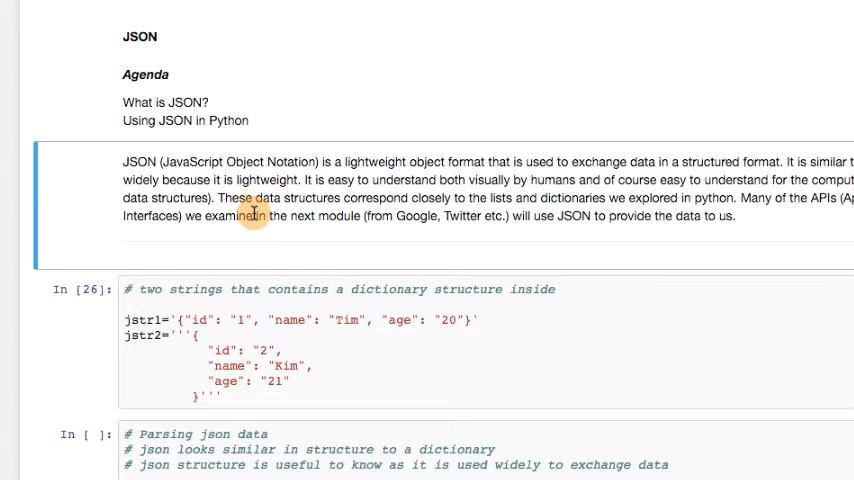 JSON
Agenda
What is JSON?
Using JSON in Python
JSON (JavaScript Object Notation) is a lightweight object format that is used to exchange data in a structured format. It is similar
widely because it is lightweight. It is easy to understand both visually by humans and of course easy to understand for the
data structures). These data structures correspond closely to the lists and dictionaries we explored in python. Many of the APIs
Interfaces) we examine in the next module (from Google, Twitter etc.) will use JSON to provide the data to us.
In [26]: # two strings that contains a dictionary structure inside
jstr1='{"id": "1", "name": "Tim", "age": "20"}'
jstr2='''{
"id": "2",
"name": "Kim",
"age": "21"
}'''
In [ ]: # Parsing json data
# json looks similar in structure to a dictionary
# json structure is useful to know as it is used widely to exchange data